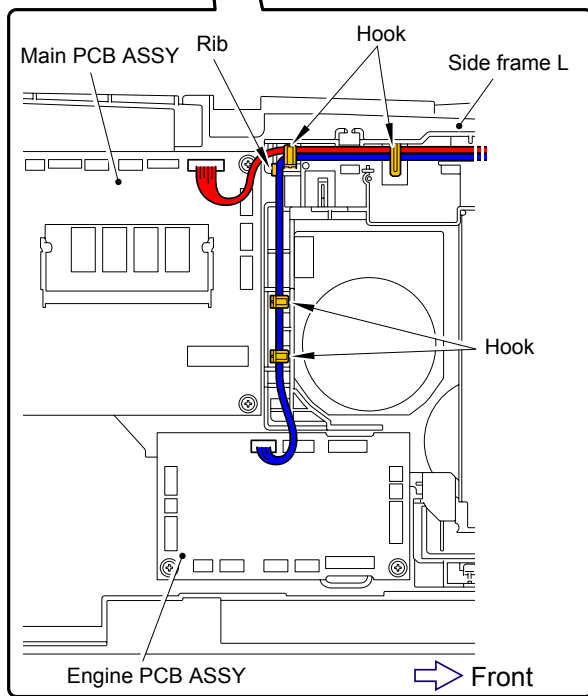 Hook
Rib
Main PCB ASSY
Side frame L
Hook
Engine PCB ASSY
Front